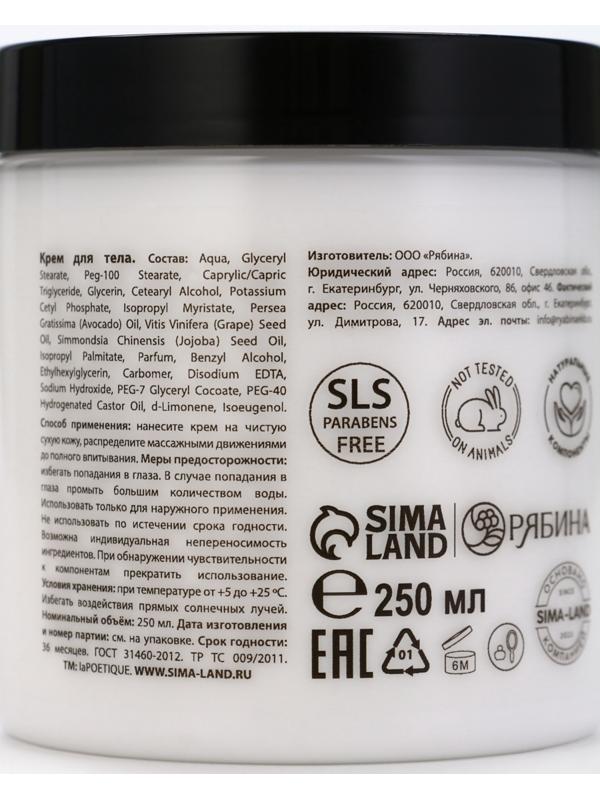 Крем для тела. Состав: Aqua, Glyceryl
Stearate, Peg-100 Stearate, Caprylic/Capric
Triglyceride, Glycerin, Cetearyl Alcohol, Potassium
Cetyl Phosphate, Isopropyl Myristate, Persea
Gratissima (Avocado) Oil, Vitis Vinifera (Grape) Seed
Oil, Simmondsia Chinensis (Jojoba) Seed Oil,
Isopropyl Palmitate, Parfum, Benzyl Alcohol,
Ethylhexylglycerin, Carbomer, Disodium EDTA,
Sodium Hydroxide, PEG-7 Glyceryl Cocoate, PEG-40
Hydrogenated Castor Oil, d-Limonene, Isoeugenol.
Способ применения: нанесите крем на чистую
сухую кожу, распределите массажными движениями
до полного впитывания. Меры предосторожности:
избегать попадания в глаза. В случае попадания в
глаза промыть большим количеством воды.
Использовать только для наружного применения.
Не использовать по истечении срока годности.
Возможна индивидуальная непереносимость
ингредиентов. При обнаружении чувствительности
к компонентам прекратить использование.
Условия хранения: при температуре от +5 до +25 ºC.
Избегать воздействия прямых солнечных лучей.
Номинальный объём: 250 мл. Дата изготовления
и номер партии: см. на упаковке. Срок годности:
36 месяцев. ГОСТ 31460-2012. ТР ТС 009/2011.
TM: laPOETIQUE. WWW.SIMA-LAND.RU
Изготовитель: ООО «Рябина».
Юридический адрес: Россия, 620010, Свердловская обл.,
г. Екатеринбург, ул. Черняховского, 86, офис 46. Фактический
адрес: Россия, 620010, Свердловская обл., г. Екатеринбург,
ул. Димитрова, 17. Адрес эл. почты:
SLS
PARABENS
FREE
NOT TESTED
ON ANIMALS
НАТУРАЛЬНЫЕ
КОМПОНЕНТЫ
SIMA
LAND
РЯБИНА
℮ 250 мл
ОСНОВАНО
SINCE
SIMA-LAND
КОМПАНИЕЙ
EAC
01
6M